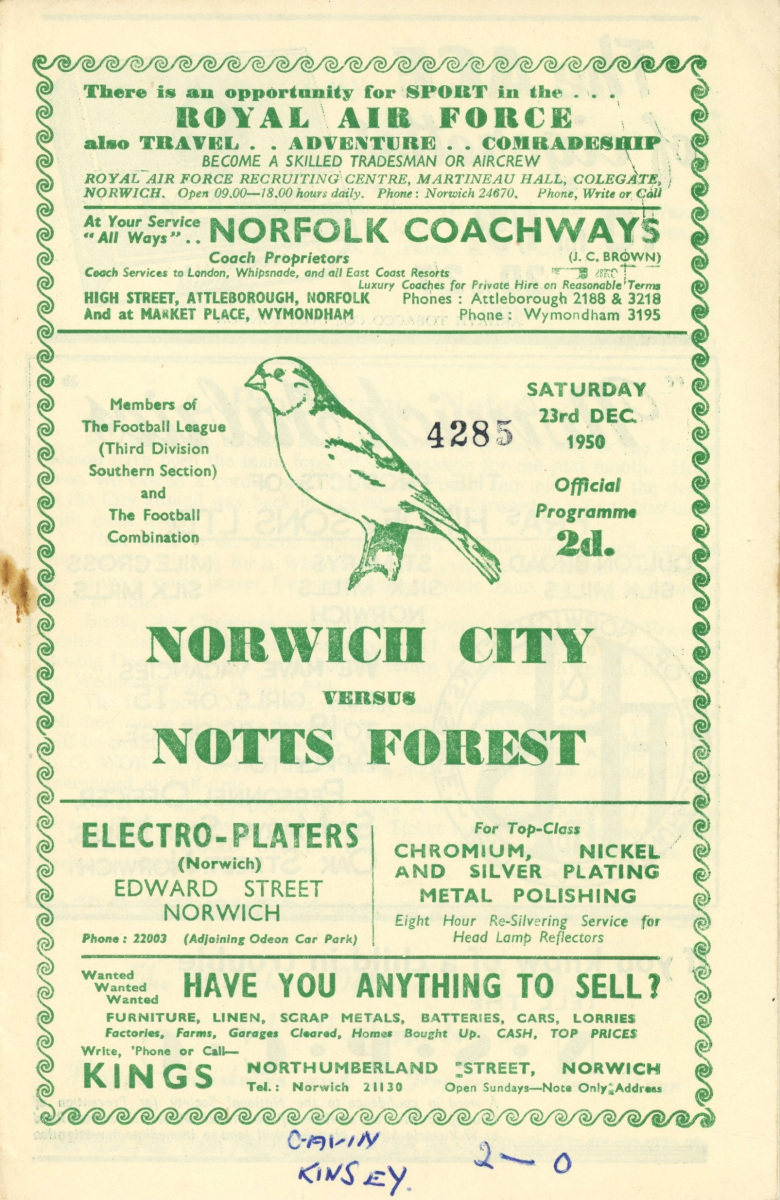 There is an opportunity for SPORT in the . . .
ROYAL AIR FORCE
also TRAVEL . . ADVENTURE . . COMRADESHIP
BECOME A SKILLED TRADESMAN OR AIRCREW
ROYAL AIR FORCE RECRUITING CENTRE, MARTINEAU HALL, COLEGATE,
NORWICH. Open 09.00—18.00 hours daily. Phone: Norwich 24670. Phone, Write or Call
At Your Service
"All Ways" . . NORFOLK COACHWAYS
Coach Proprietors (J. C. BROWN)
Coach Services to London, Whipsnade, and all East Coast Resorts
Luxury Coaches for Private Hire on Reasonable Terms
HIGH STREET, ATTLEBOROUGH, NORFOLK Phones : Attleborough 2188 & 3218
And at MARKET PLACE, WYMONDHAM Phone : Wymondham 3195
Members of
The Football League
(Third Division
Southern Section)
and
The Football
Combination
4285
SATURDAY
23rd DEC.
1950
Official
Programme
2d.
NORWICH CITY
VERSUS
NOTTS FOREST
ELECTRO-PLATERS
(Norwich)
EDWARD STREET
NORWICH
Phone : 22003 (Adjoining Odeon Car Park)
For Top-Class
CHROMIUM, NICKEL
AND SILVER PLATING
METAL POLISHING
Eight Hour Re-Silvering Service for
Head Lamp Reflectors
Wanted
Wanted
Wanted
HAVE YOU ANYTHING TO SELL?
FURNITURE, LINEN, SCRAP METALS, BATTERIES, CARS, LORRIES
Factories, Farms, Garages Cleared, Homes Bought Up. CASH, TOP PRICES
Write, 'Phone or Call—
KINGS
NORTHUMBERLAND STREET, NORWICH
Tel.: Norwich 21130 Open Sundays—Note Only Address
GAVIN
KINSEY.
2 — 0